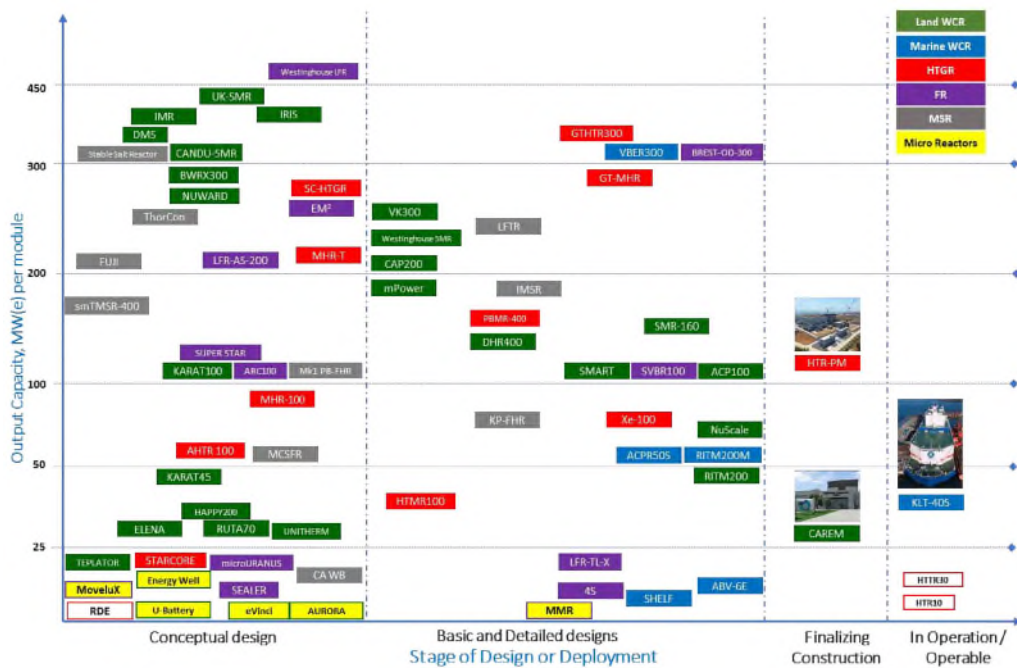 Land WCR
Marine WCR
HTGR
FR
MSR
Micro Reactors
Output Capacity, MW(e) per module
450
300
200
100
50
25
Westinghouse LFR
UK-SMR
IMR
IRIS
DMS
Stable Salt Reactor
CANDU-SMR
BWRX300
NUWARD
SC-HTGR
EM²
ThorCon
FUJI
LFR-AS-200
MHR-T
smTMSR-400
SUPER STAR
KARAT100
ARC100
Mk1 PB-FHR
MHR-100
AHTR 100
MCSFR
KARAT45
HAPPY200
ELENA
RUTA70
UNITHERM
TEPLATOR
STARCORE
microURANUS
CA WB
MoveluX
Energy Well
SEALER
RDE
U-Battery
eVinci
AURORA
GTHTR300
VBER300
BREST-OD-300
GT-MHR
VK300
LFTR
Westinghouse SMR
CAP200
mPower
IMSR
PBMR-400
SMR-160
DHR400
SMART
SVBR100
ACP100
KP-FHR
Xe-100
NuScale
ACPR50S
RITM200M
RITM200
HTMR100
LFR-TL-X
4S
SHELF
ABV-6E
MMR
HTR-PM
CAREM
KLT-40S
HTTR30
HTR10
Conceptual design
Basic and Detailed designs
Finalizing
Construction
In Operation/
Operable
Stage of Design or Deployment